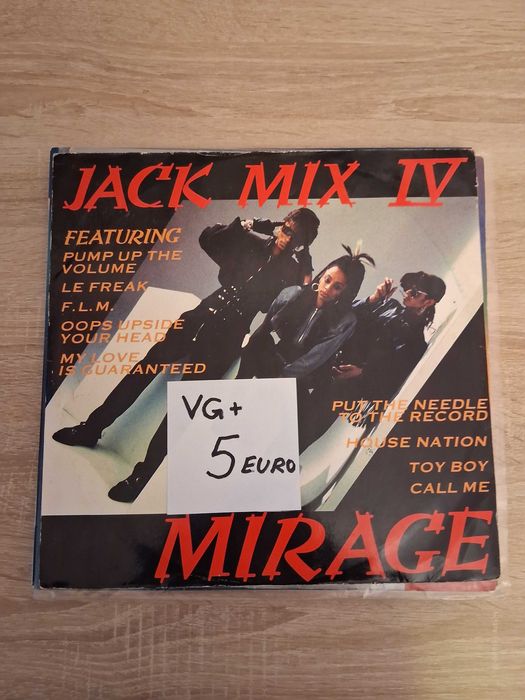 JACK MIX IV
FEATURING
PUMP UP THE
VOLUME
LE FREAK
F.L.M.
OOPS UPSIDE
YOUR HEAD
MY LOVE
IS GUARANTEED
VG+
5 EURO
PUT THE NEEDLE
TO THE RECORD
HOUSE NATION
TOY BOY
CALL ME
MIRAGE